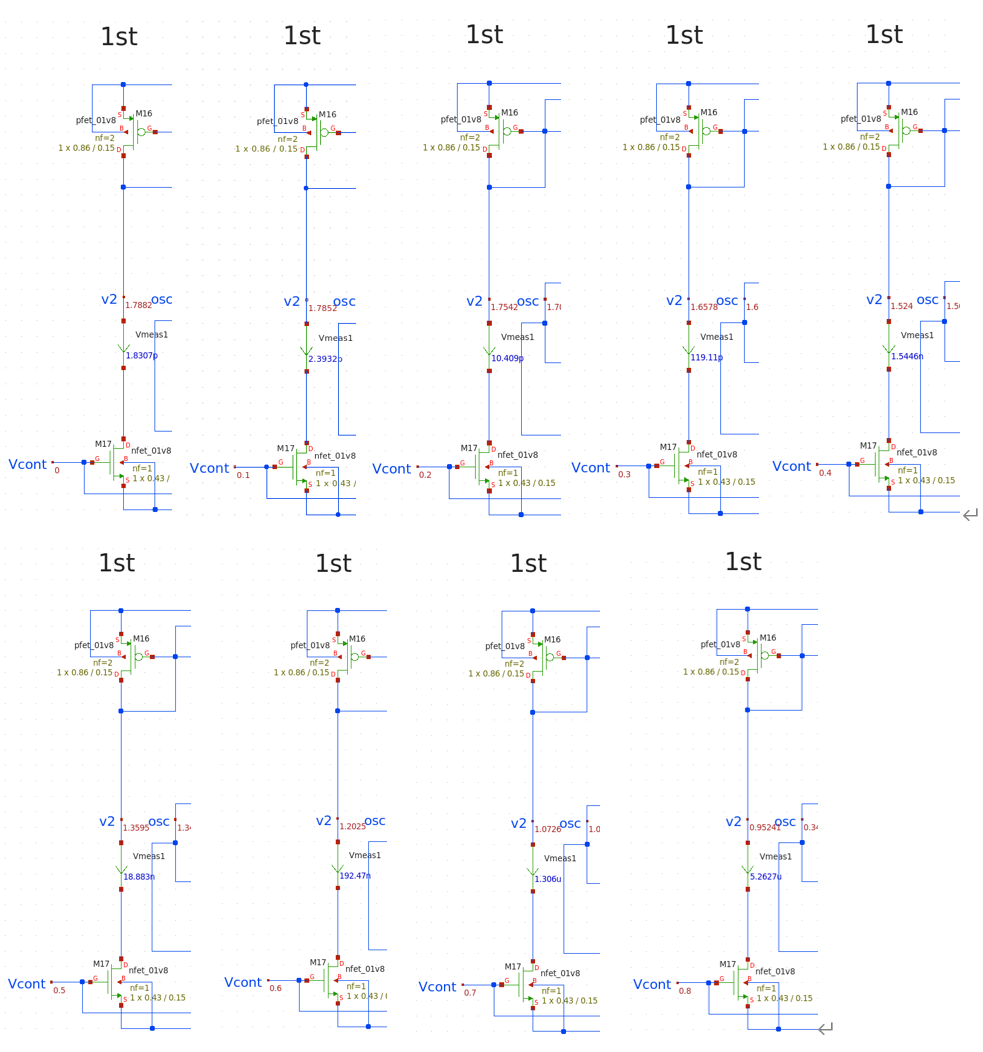 1st
M16
pfet_01v8
S
B
G
nf=2
1 x 0.86 / 0.15
D
v2
osc
1.7882
Vmeas1
1.8307p
M17
D
nfet_01v8
Vcont
G
B
0
nf=1
S
1 x 0.43 /
1st
M16
pfet_01v8
S
B
G
nf=2
1 x 0.86 / 0.15
D
v2
osc
1.7852
Vmeas1
2.3932p
M17
D
nfet_01v8
Vcont
G
B
0.1
nf=1
S
1 x 0.43 /
1st
M16
pfet_01v8
S
B
G
nf=2
1 x 0.86 / 0.15
D
v2
osc
1.7542
1.70
Vmeas1
10.409p
M17
D
nfet_01v8
Vcont
G
B
0.2
nf=1
S
1 x 0.43 / 0.15
1st
M16
pfet_01v8
S
B
G
nf=2
1 x 0.86 / 0.15
D
v2
osc
1.6578
1.6
Vmeas1
119.11p
M17
D
nfet_01v8
Vcont
G
B
0.3
nf=1
S
1 x 0.43 / 0.15
1st
M16
pfet_01v8
S
B
G
nf=2
1 x 0.86 / 0.15
D
v2
osc
1.524
Vmeas1
1.5446n
M17
D
nfet_01v8
Vcont
G
B
0.4
nf=1
S
1 x 0.43 / 0.15
1st
M16
pfet_01v8
S
B
G
nf=2
1 x 0.86 / 0.15
D
v2
osc
1.3595
Vmeas1
18.883n
M17
D
nfet_01v8
Vcont
G
B
0.5
nf=1
S
1 x 0.43 / 0.15
1st
M16
pfet_01v8
S
B
G
nf=2
1 x 0.86 / 0.15
D
v2
osc
1.2025
Vmeas1
192.47n
M17
D
nfet_01v8
Vcont
G
B
0.6
nf=1
S
1 x 0.43 /
1st
M16
pfet_01v8
S
B
G
nf=2
1 x 0.86 / 0.15
D
v2
osc
1.0726
1.0
Vmeas1
1.306u
M17
D
nfet_01v8
Vcont
G
B
0.7
nf=1
S
1 x 0.43 / 0.15
1st
M16
pfet_01v8
S
B
G
nf=2
1 x 0.86 / 0.15
D
v2
osc
0.95241
Vmeas1
5.2627u
M17
D
nfet_01v8
Vcont
G
B
0.8
nf=1
S
1 x 0.43 / 0.15